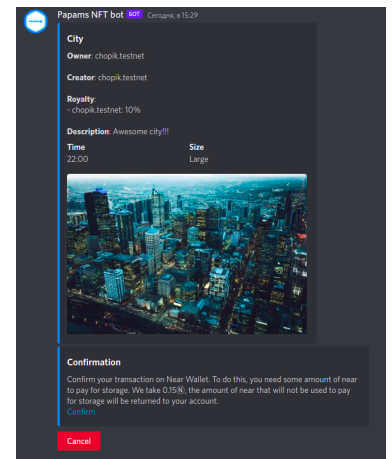 Papams NFT bot БОТ Сегодня, в 15:29
City
Owner: chopik.testnet
Creator: chopik.testnet
Royalty:
- chopik.testnet: 10%
Description: Awesome city!!!
Time Size
22:00 Large
Confirmation
Confirm your transaction on Near Wallet. To do this, you need some amount of near
to pay for storage. We take 0.15Ⓝ, the amount of near that will not be used to pay
for storage will be returned to your account.
Confirm
Cancel